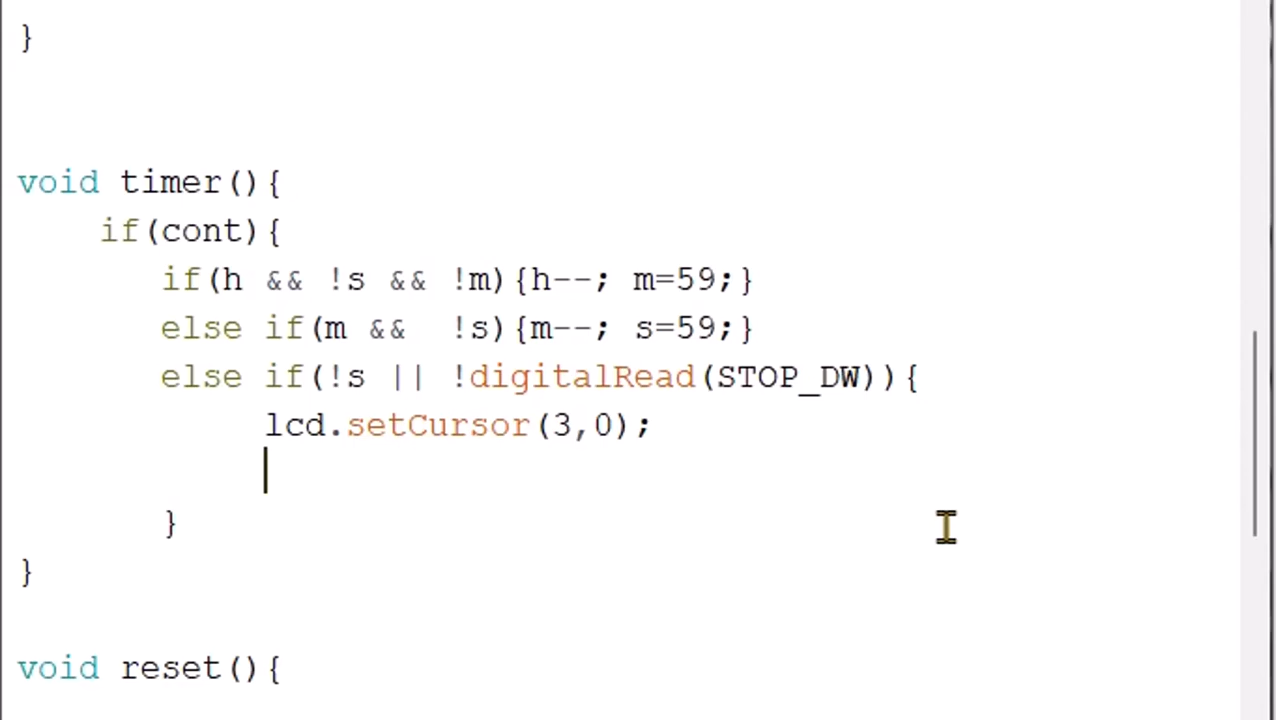 }
void timer(){
if(cont){
if(h && !s && !m){h--; m=59;}
else if(m &&  !s){m--; s=59;}
else if(!s || !digitalRead(STOP_DW)){
lcd.setCursor(3,0);
}
}
void reset(){